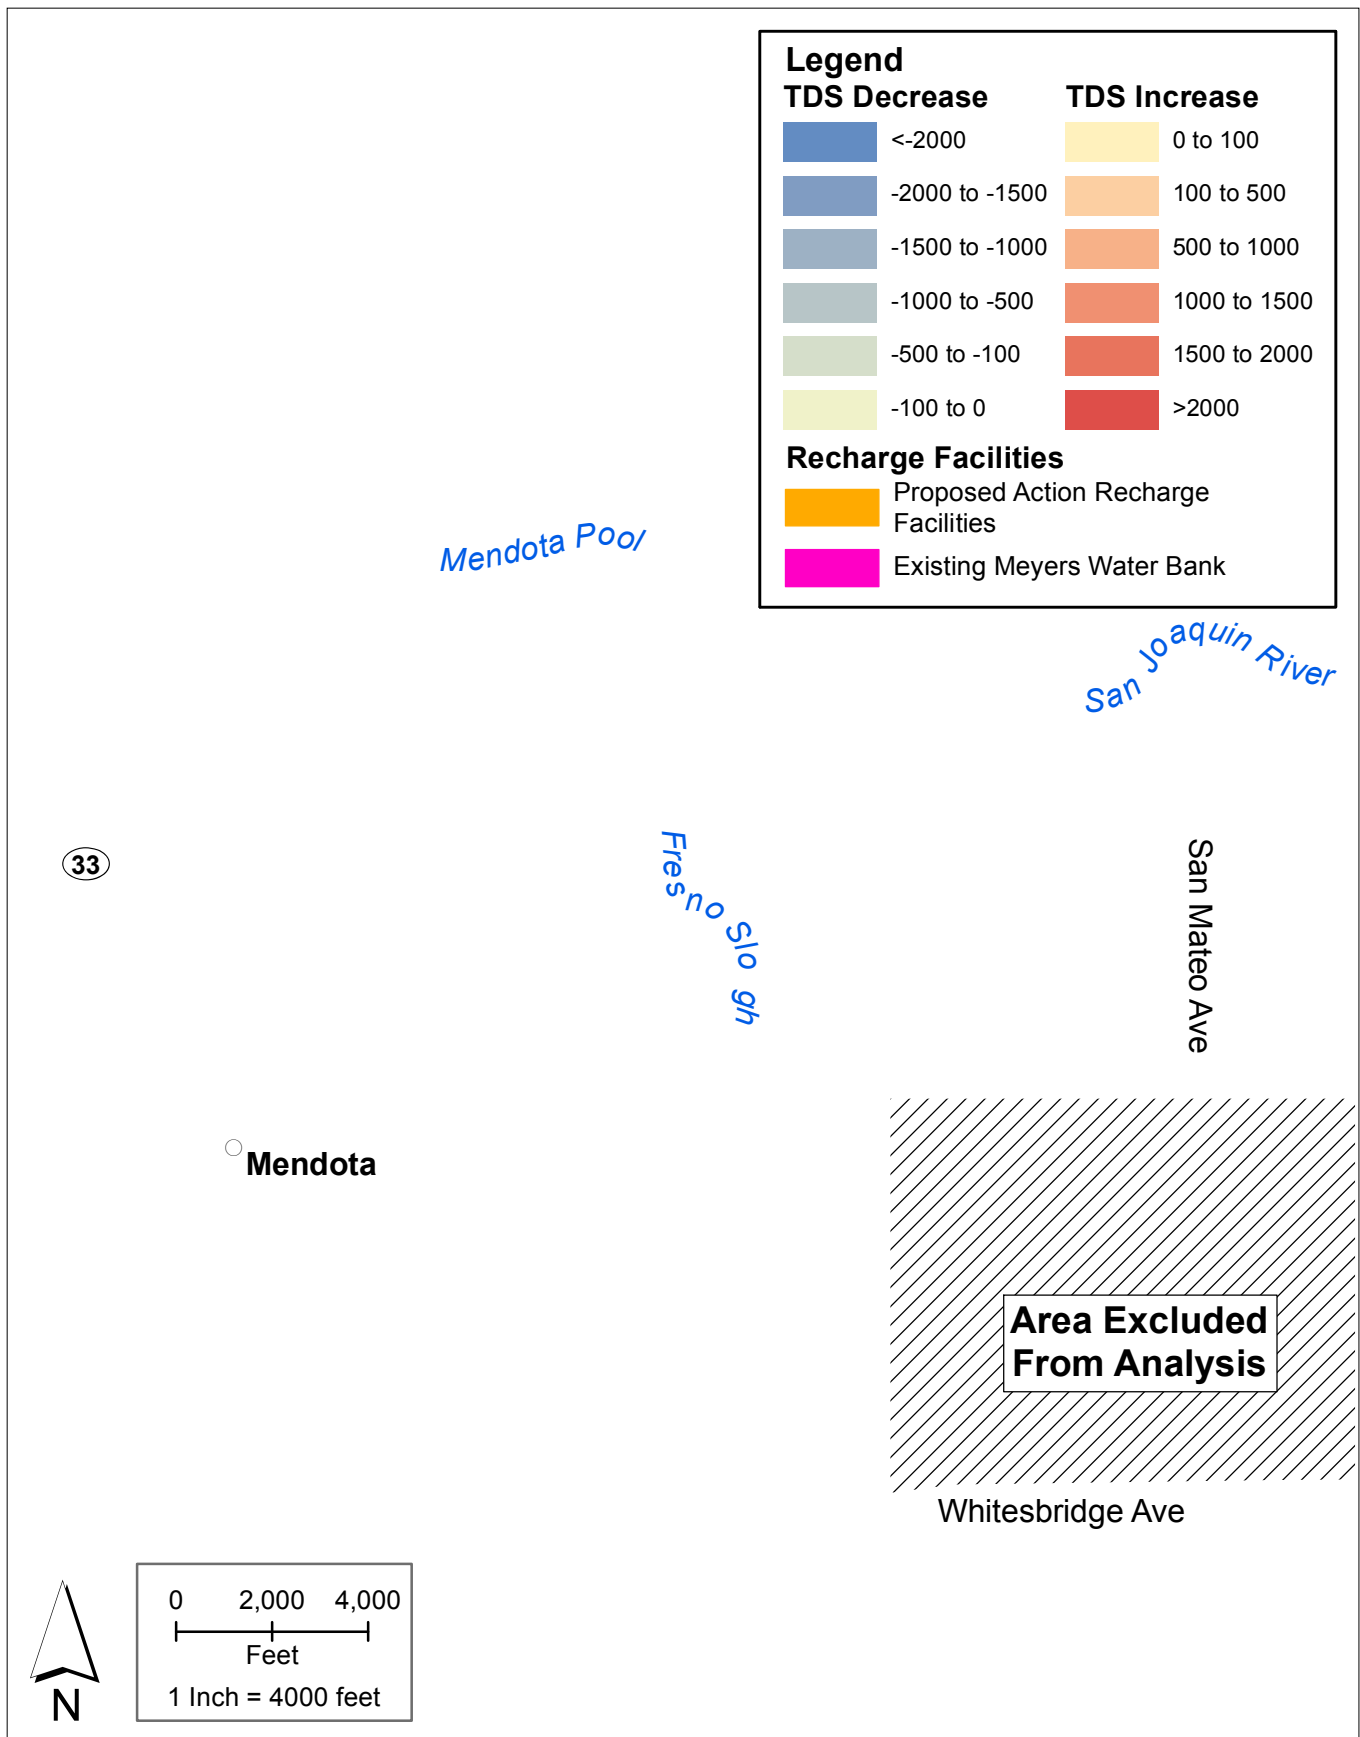 Legend
TDS Decrease
TDS Increase
<-2000
0 to 100
-2000 to -1500
100 to 500
-1500 to -1000
500 to 1000
-1000 to -500
1000 to 1500
-500 to -100
1500 to 2000
-100 to 0
>2000
Recharge Facilities
Proposed Action Recharge
Facilities
Existing Meyers Water Bank
Mendota Pool
San Joaquin River
33
Fresno Slo gh
San Mateo Ave
Mendota
Area Excluded
From Analysis
Whitesbridge Ave
0 2,000 4,000
Feet
1 Inch = 4000 feet
N